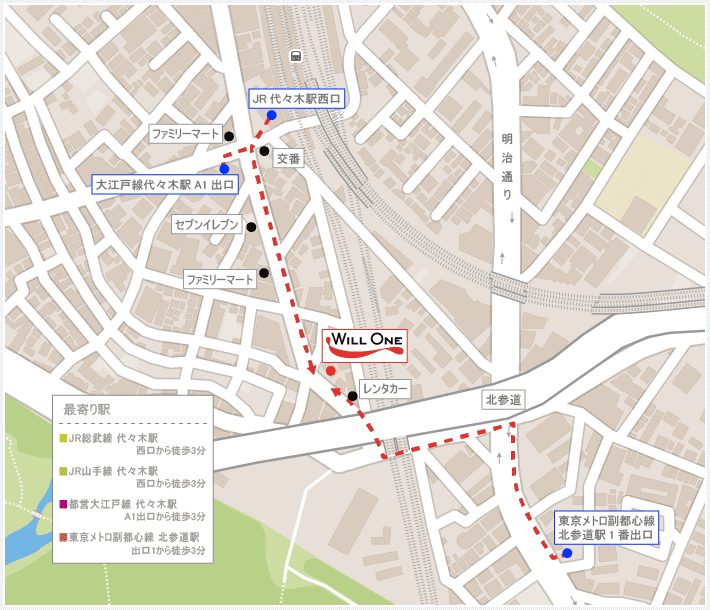 JR 代々木駅西口
ファミリーマート
交番
大江戸線代々木駅 A1 出口
明治通り
セブンイレブン
ファミリーマート
WILL ONE
レンタカー
北参道
最寄り駅
JR総武線 代々木駅
西口から徒歩3分
JR山手線 代々木駅
西口から徒歩3分
都営大江戸線 代々木駅
A1出口から徒歩3分
東京メトロ副都心線 北参道駅
出口1から徒歩3分
東京メトロ副都心線
北参道駅 1 番出口